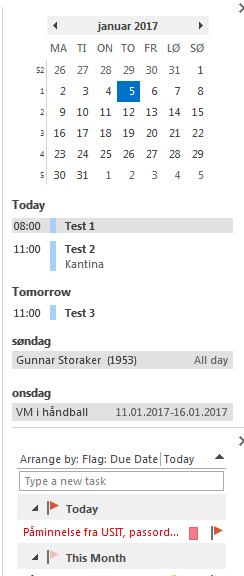 januar 2017
MA TI ON TO FR LØ SØ
52 26 27 28 29 30 31 1
1 2 3 4 5 6 7 8
2 9 10 11 12 13 14 15
3 16 17 18 19 20 21 22
4 23 24 25 26 27 28 29
5 30 31 1 2 3 4 5
Today
08:00 Test 1
11:00 Test 2
Kantina
Tomorrow
11:00 Test 3
søndag
Gunnar Storaker (1953) All day
onsdag
VM i håndball 11.01.2017-16.01.2017
Arrange by: Flag: Due Date Today
Type a new task
Today
Påminnelse fra USIT, passord...
This Month